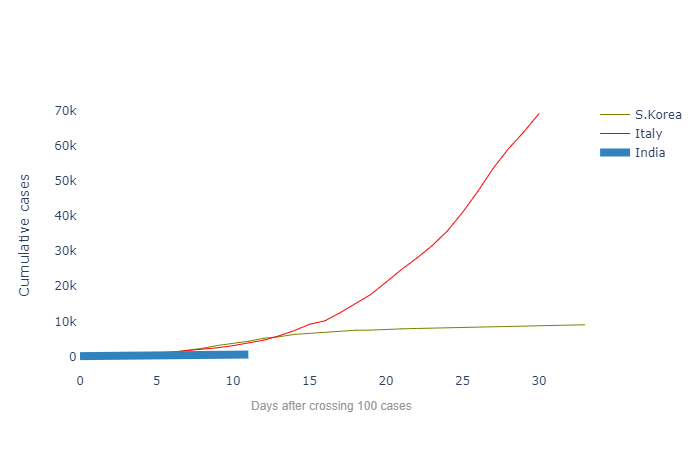 70k
60k
50k
40k
30k
20k
10k
0
Cumulative cases
0 5 10 15 20 25 30
Days after crossing 100 cases
S.Korea
Italy
India